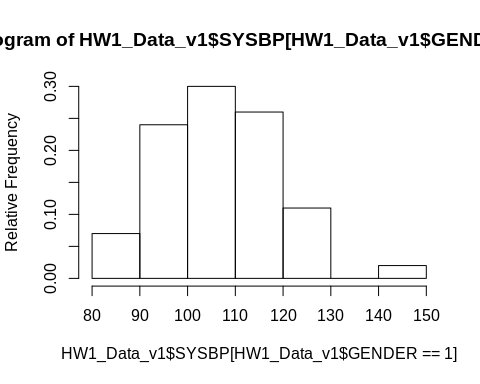 ogram of HW1_Data_v1$SYSBP[HW1_Data_v1$GEND
Relative Frequency
0.30
0.20
0.10
0.00
80 90 100 110 120 130 140 150
HW1_Data_v1$SYSBP[HW1_Data_v1$GENDER == 1]